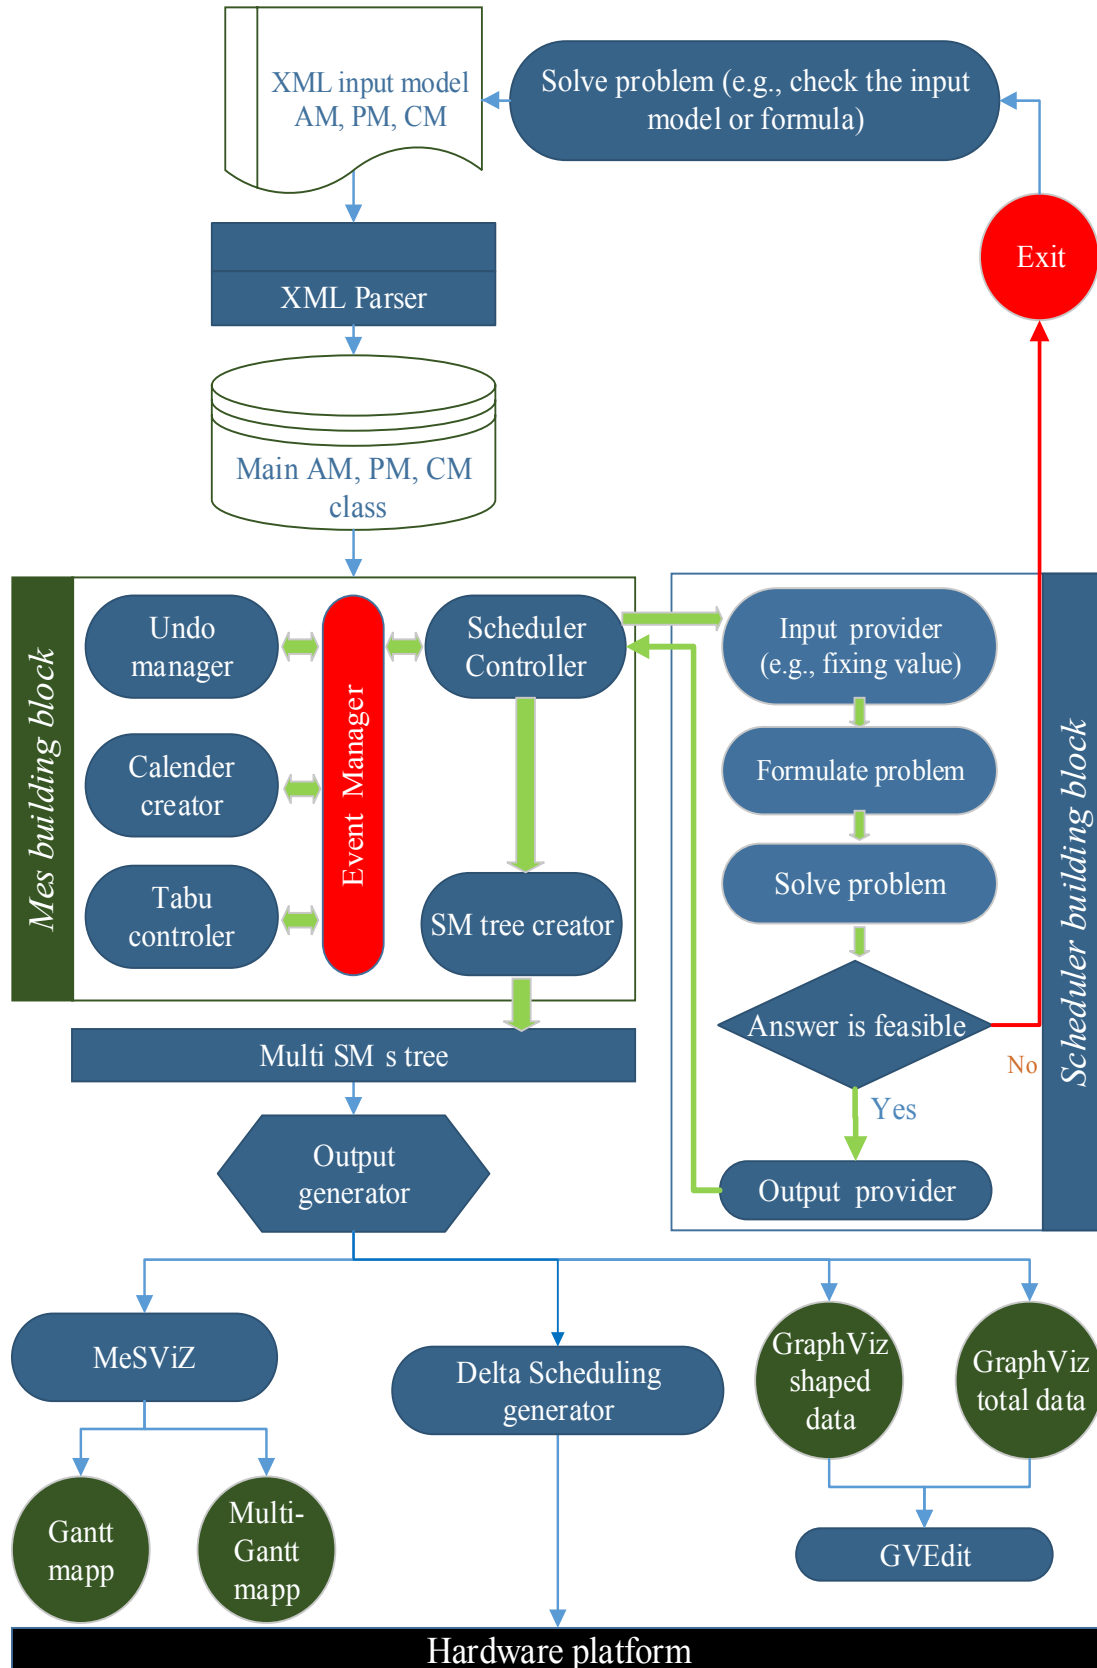 XML input model
AM, PM, CM
Solve problem (e.g., check the input
model or formula)
Exit
XML Parser
Main AM, PM, CM
class
Mes building block
Undo
manager
Calender
creator
Tabu
controler
Event Manager
Scheduler
Controller
SM tree creator
Input provider
(e.g., fixing value)
Formulate problem
Solve problem
Answer is feasible
No
Yes
Output provider
Scheduler building block
Multi SM s tree
Output
generator
MeSViZ
Delta Scheduling
generator
GraphViz
shaped
data
GraphViz
total data
Gantt
mapp
Multi-
Gantt
mapp
GVEdit
Hardware platform